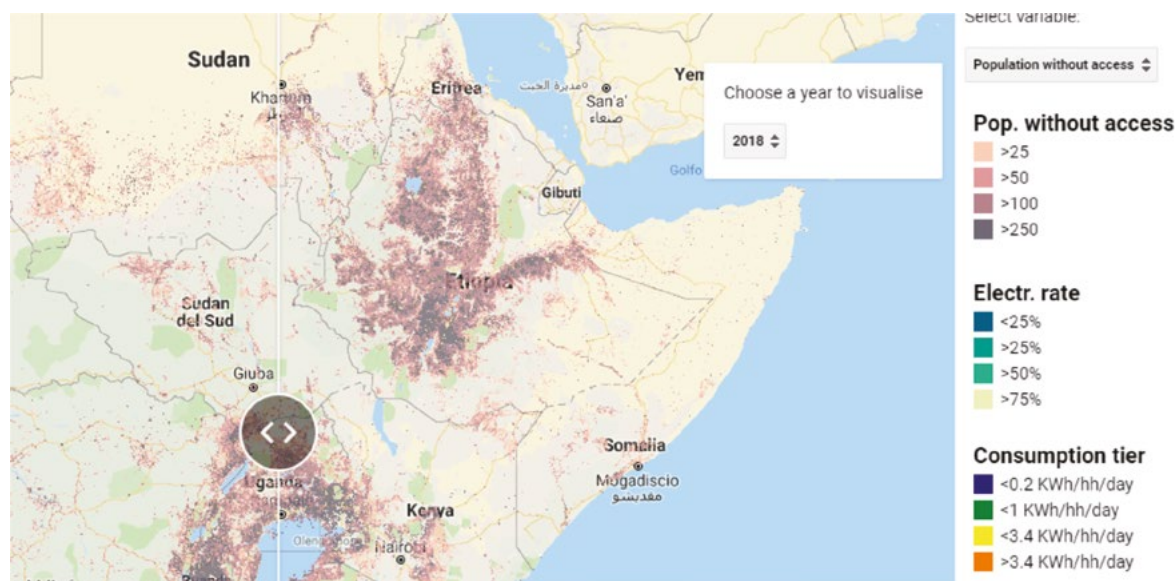 Sudan
Khartum
Eritrea
مديرة الحيت
San'a'
صنعاء
Yem
Choose a year to visualise
2018
Golfo
Gibuti
Etiopia
Sudan
del Sud
Giuba
Uganda
Kenya
Nairobi
Somalia
Mogadiscio
مقديشو
Select variable:
Population without access
Pop. without access
>25
>50
>100
>250
Electr. rate
<25%
>25%
>50%
>75%
Consumption tier
<0.2 KWh/hh/day
<1 KWh/hh/day
<3.4 KWh/hh/day
>3.4 KWh/hh/day